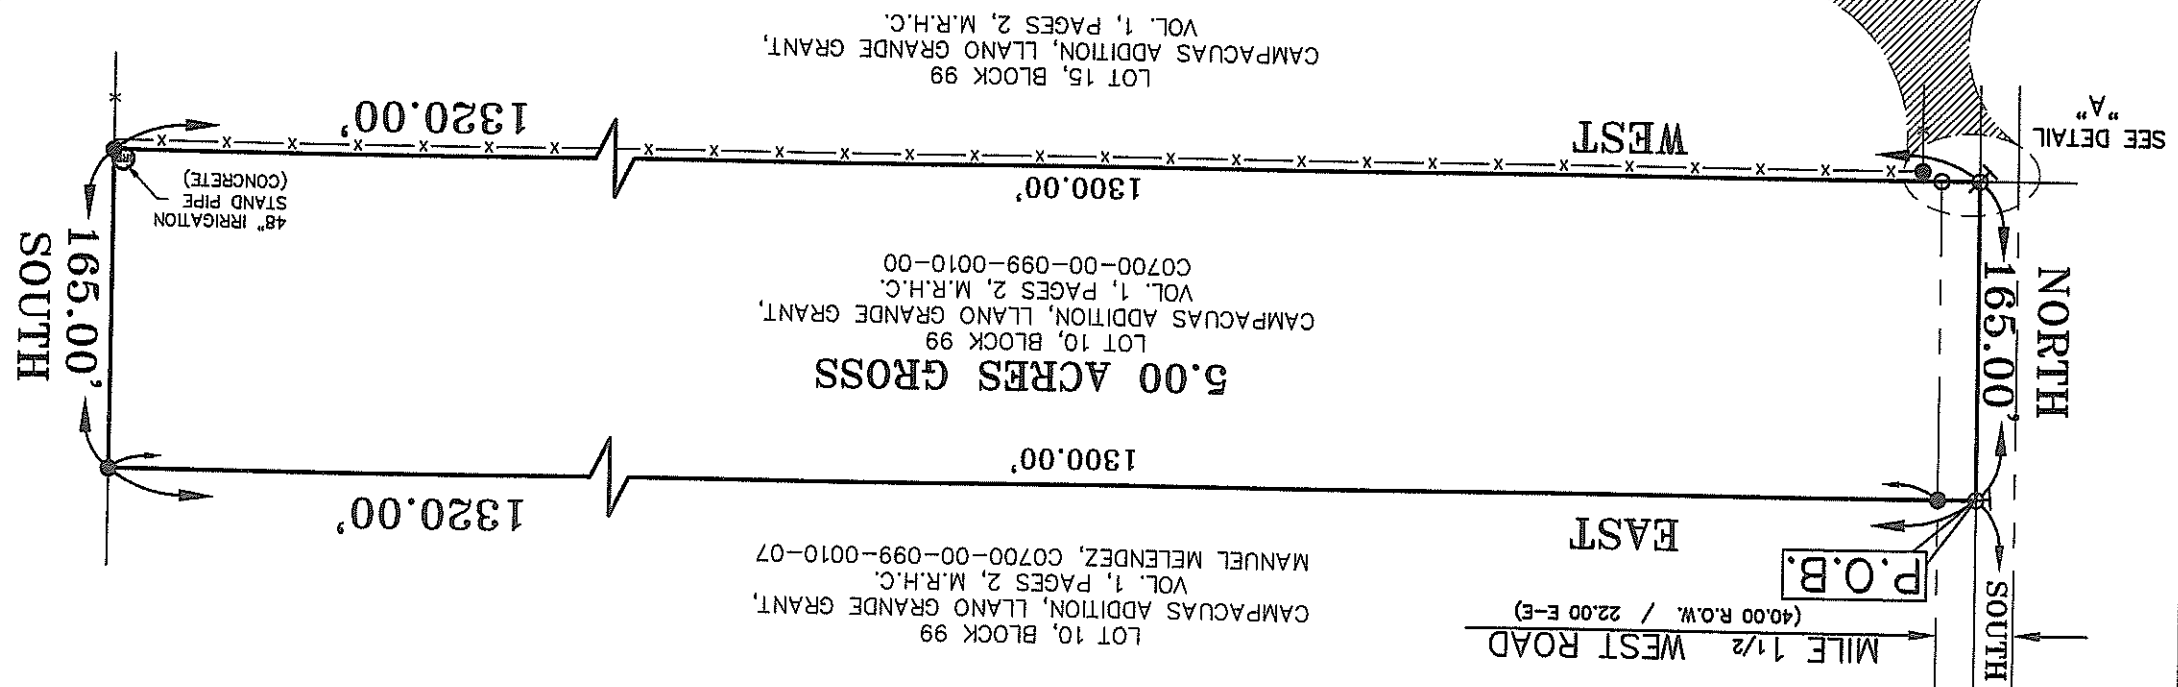 MILE 1 1/2 WEST ROAD
(40.00 R.O.W. / 22.00 E-E)
SOUTH
P.O.B.
LOT 10, BLOCK 99
CAMPACUAS ADDITION, LLANO GRANDE GRANT,
VOL. 1, PAGES 2, M.R.H.C.
MANUEL MELENDEZ, C0700-00-099-0010-07
EAST
1320.00'
1300.00'
NORTH
165.00'
5.00 ACRES GROSS
LOT 10, BLOCK 99
CAMPACUAS ADDITION, LLANO GRANDE GRANT,
VOL. 1, PAGES 2, M.R.H.C.
C0700-00-099-0010-00
165.00'
SOUTH
48" IRRIGATION
STAND PIPE
(CONCRETE)
1300.00'
WEST
1320.00'
SEE DETAIL
"A"
LOT 15, BLOCK 99
CAMPACUAS ADDITION, LLANO GRANDE GRANT,
VOL. 1, PAGES 2, M.R.H.C.